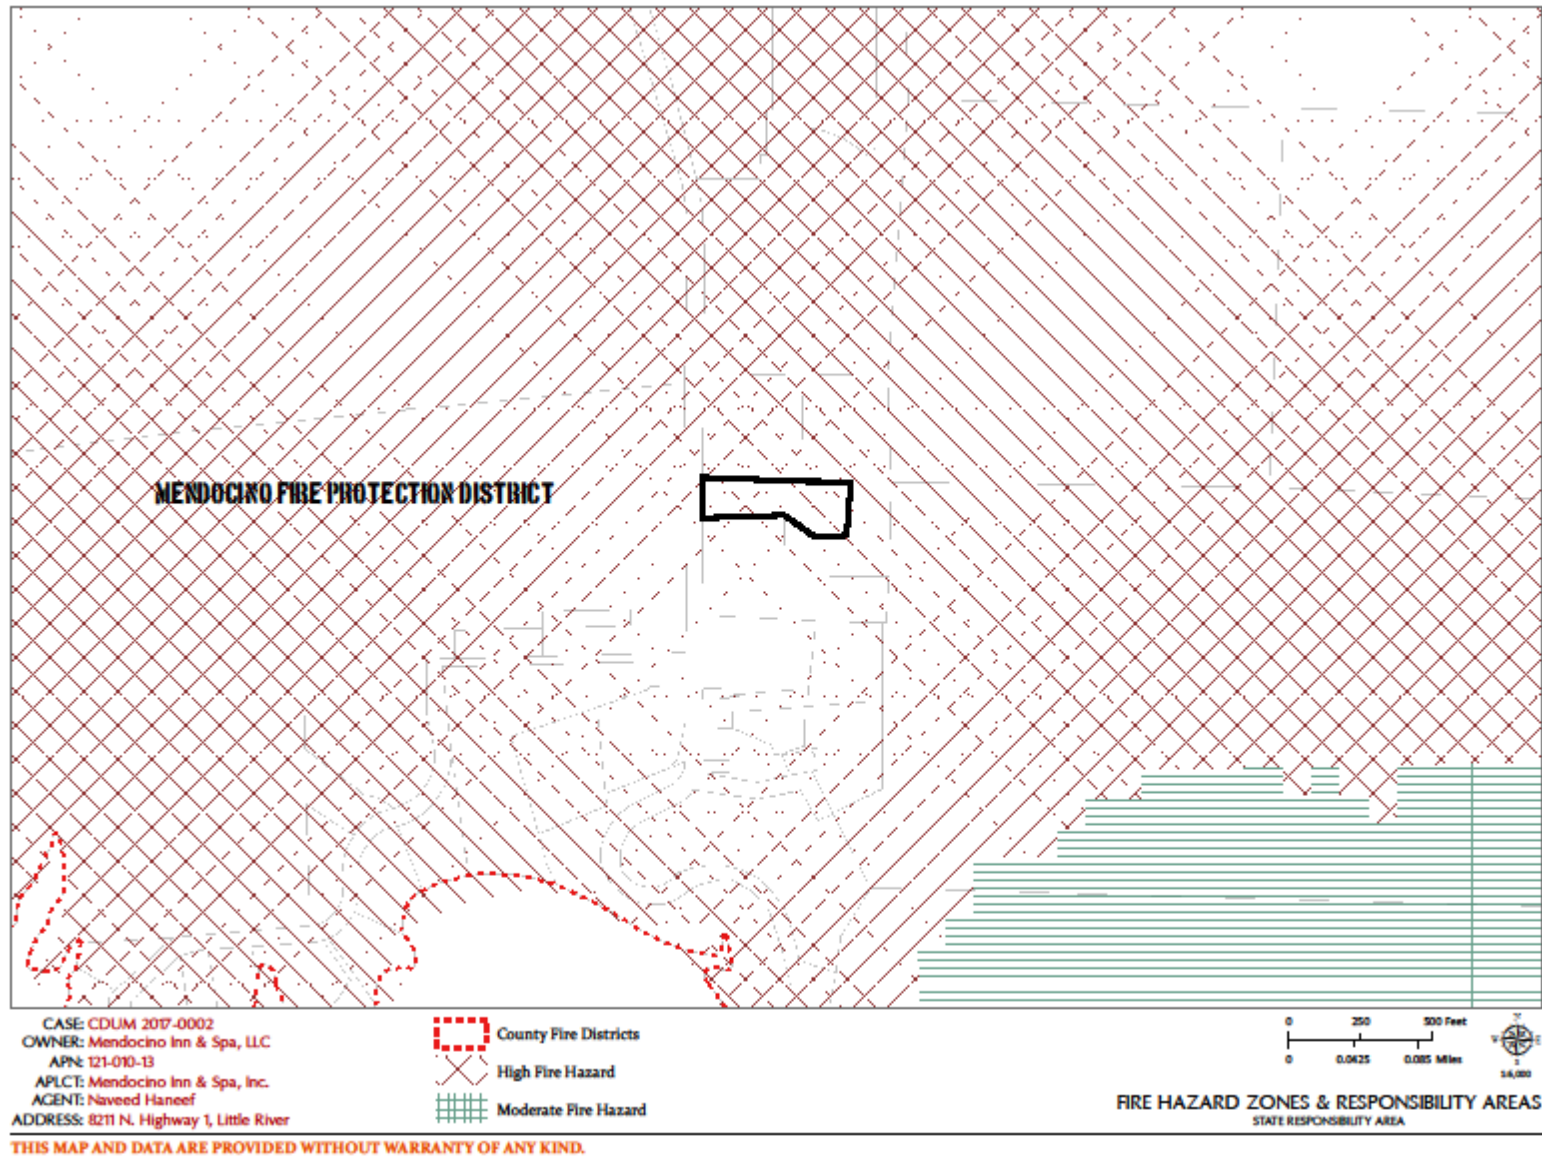 MENDOCINO FIRE PROTECTION DISTRICT
CASE: CDUM 2017-0002
OWNER: Mendocino Inn & Spa, LLC
APN: 121-010-13
APLCT: Mendocino Inn & Spa, Inc.
AGENT: Naveed Haneef
ADDRESS: 8211 N. Highway 1, Little River
County Fire Districts
High Fire Hazard
Moderate Fire Hazard
0 250 500 Feet
0 0.0425 0.085 Miles
W E
1:6,000
FIRE HAZARD ZONES & RESPONSIBILITY AREAS
STATE RESPONSIBILITY AREA
THIS MAP AND DATA ARE PROVIDED WITHOUT WARRANTY OF ANY KIND.